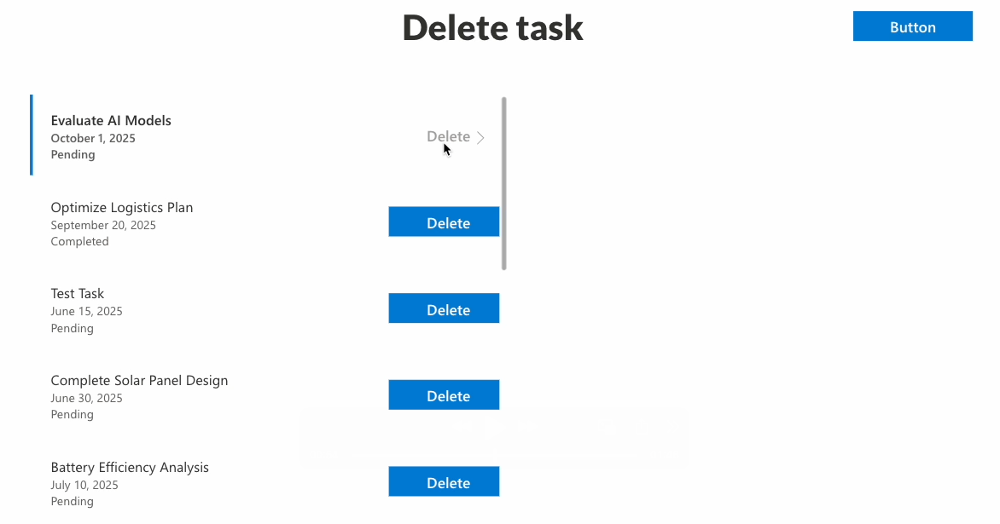 Delete task
Button
Evaluate AI Models
October 1, 2025
Pending
Delete
Optimize Logistics Plan
September 20, 2025
Completed
Delete
Test Task
June 15, 2025
Pending
Delete
Complete Solar Panel Design
June 30, 2025
Pending
Delete
Battery Efficiency Analysis
July 10, 2025
Pending
Delete